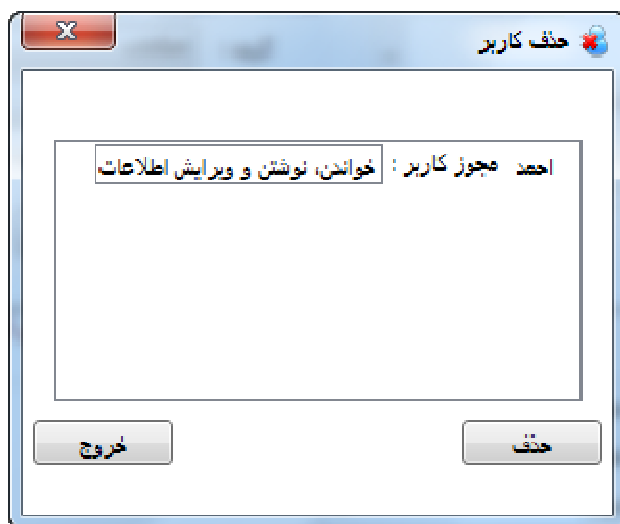 حذف کاربر
احمد مجوز کاربر : خواندن، نوشتن و ویرایش اطلاعات
حذف
خروج